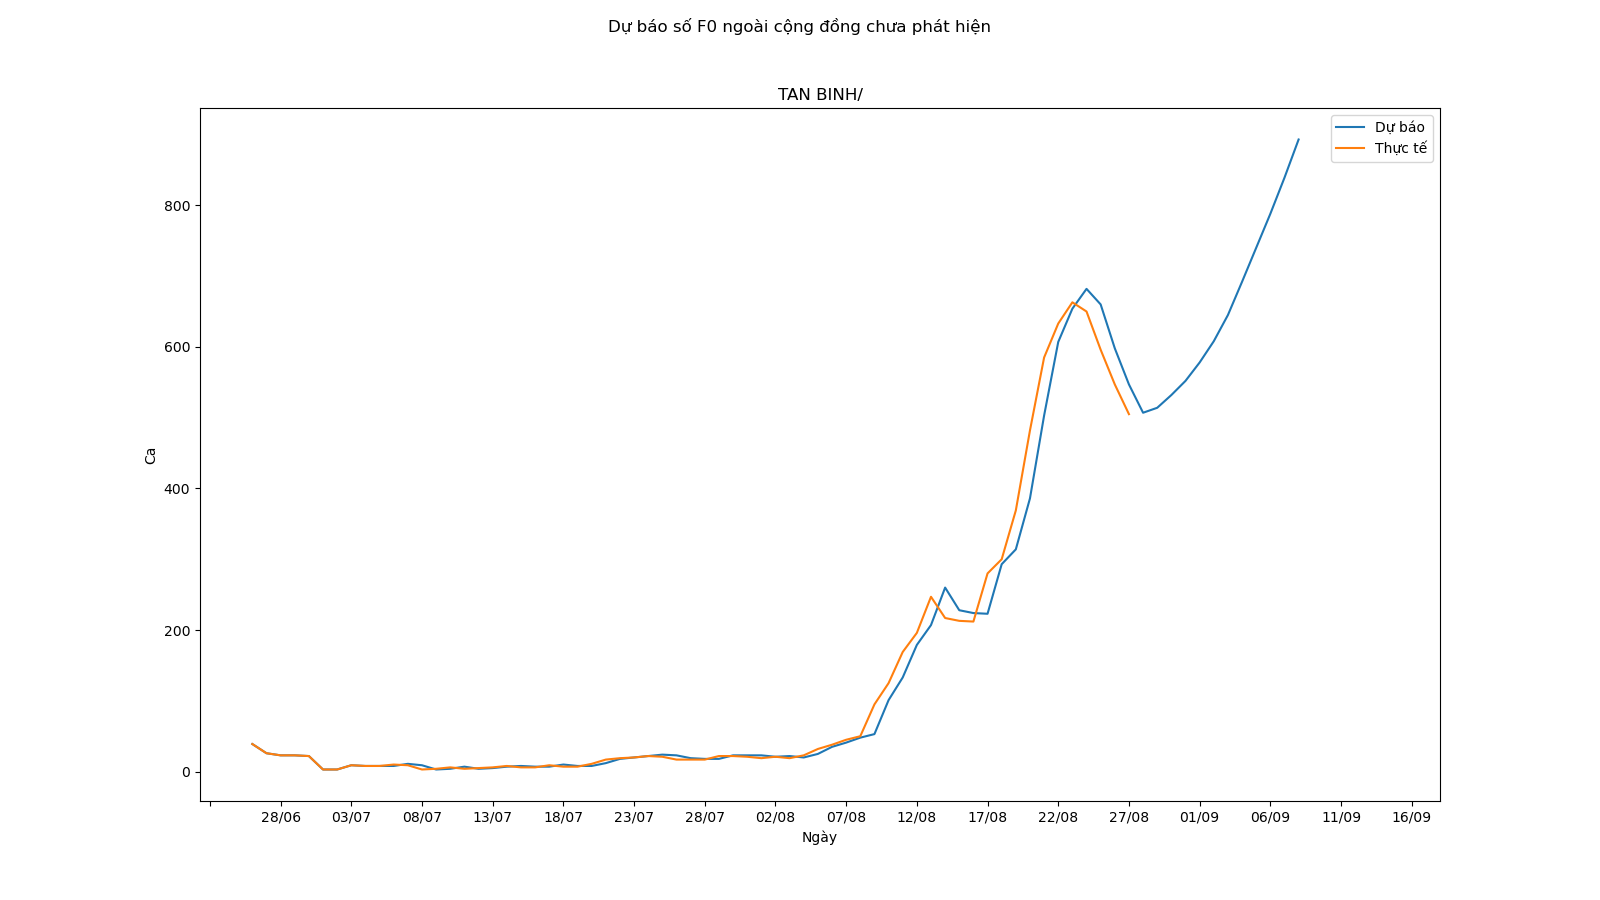 Dự báo số F0 ngoài cộng đồng chưa phát hiện
TAN BINH/
Dự báo
Thực tế
800
600
400
200
0
Ca
28/06 03/07 08/07 13/07 18/07 23/07 28/07 02/08 07/08 12/08 17/08 22/08 27/08 01/09 06/09 11/09 16/09
Ngày